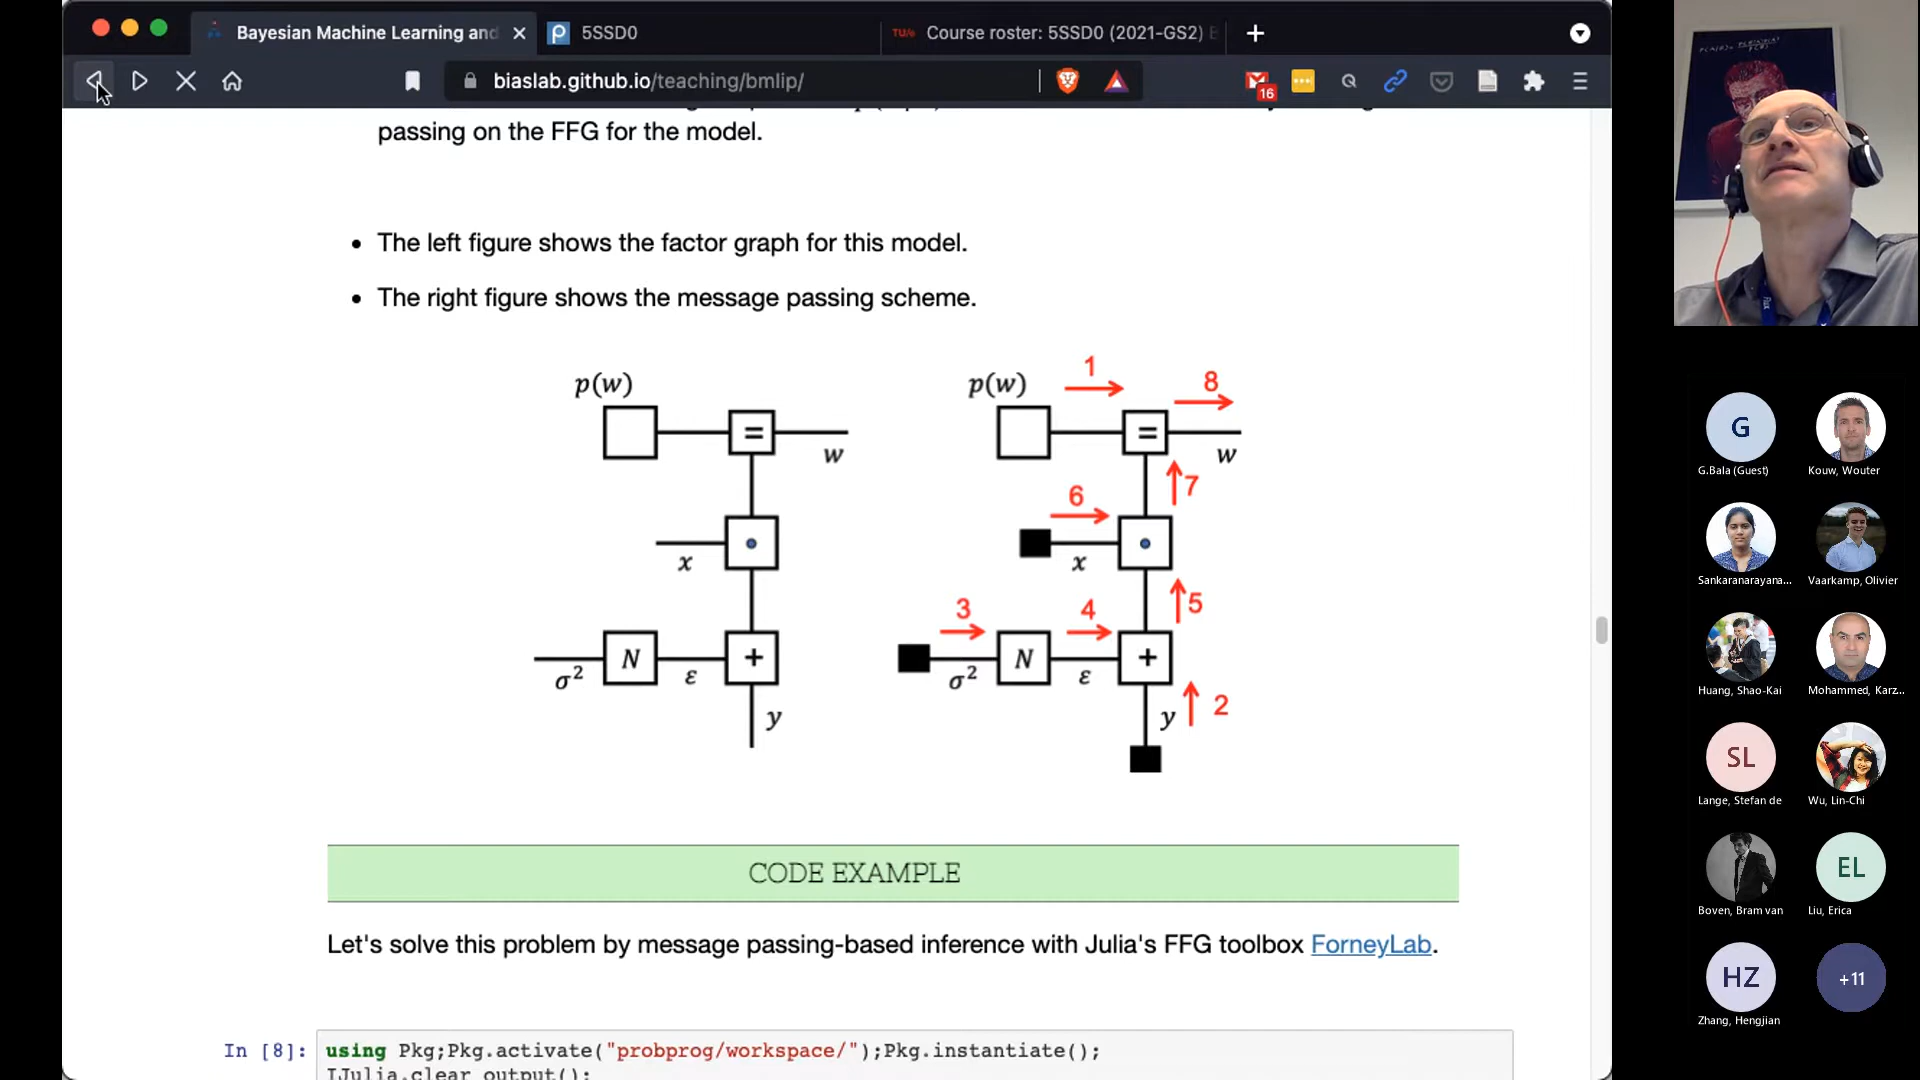 Bayesian Machine Learning and
5SSD0
TU/e
Course roster: 5SSD0 (2021-GS2)
biaslab.github.io/teaching/bmlip/
16
passing on the FFG for the model.
The left figure shows the factor graph for this model.
The right figure shows the message passing scheme.
p(w)
=
w
x
σ²
N
ε
+
y
p(w)
1
8
=
w
7
6
x
5
3
4
σ²
N
ε
+
y
2
CODE EXAMPLE
Let's solve this problem by message passing-based inference with Julia's FFG toolbox ForneyLab.
In [8]:
using Pkg;Pkg.activate("probprog/workspace/");Pkg.instantiate();
IJulia.clear_output();
G
G.Bala (Guest)
Kouw, Wouter
Sankaranarayana...
Vaarkamp, Olivier
Huang, Shao-Kai
Mohammed, Karz...
SL
Lange, Stefan de
Wu, Lin-Chi
Boven, Bram van
EL
Liu, Erica
HZ
Zhang, Hengjian
+11